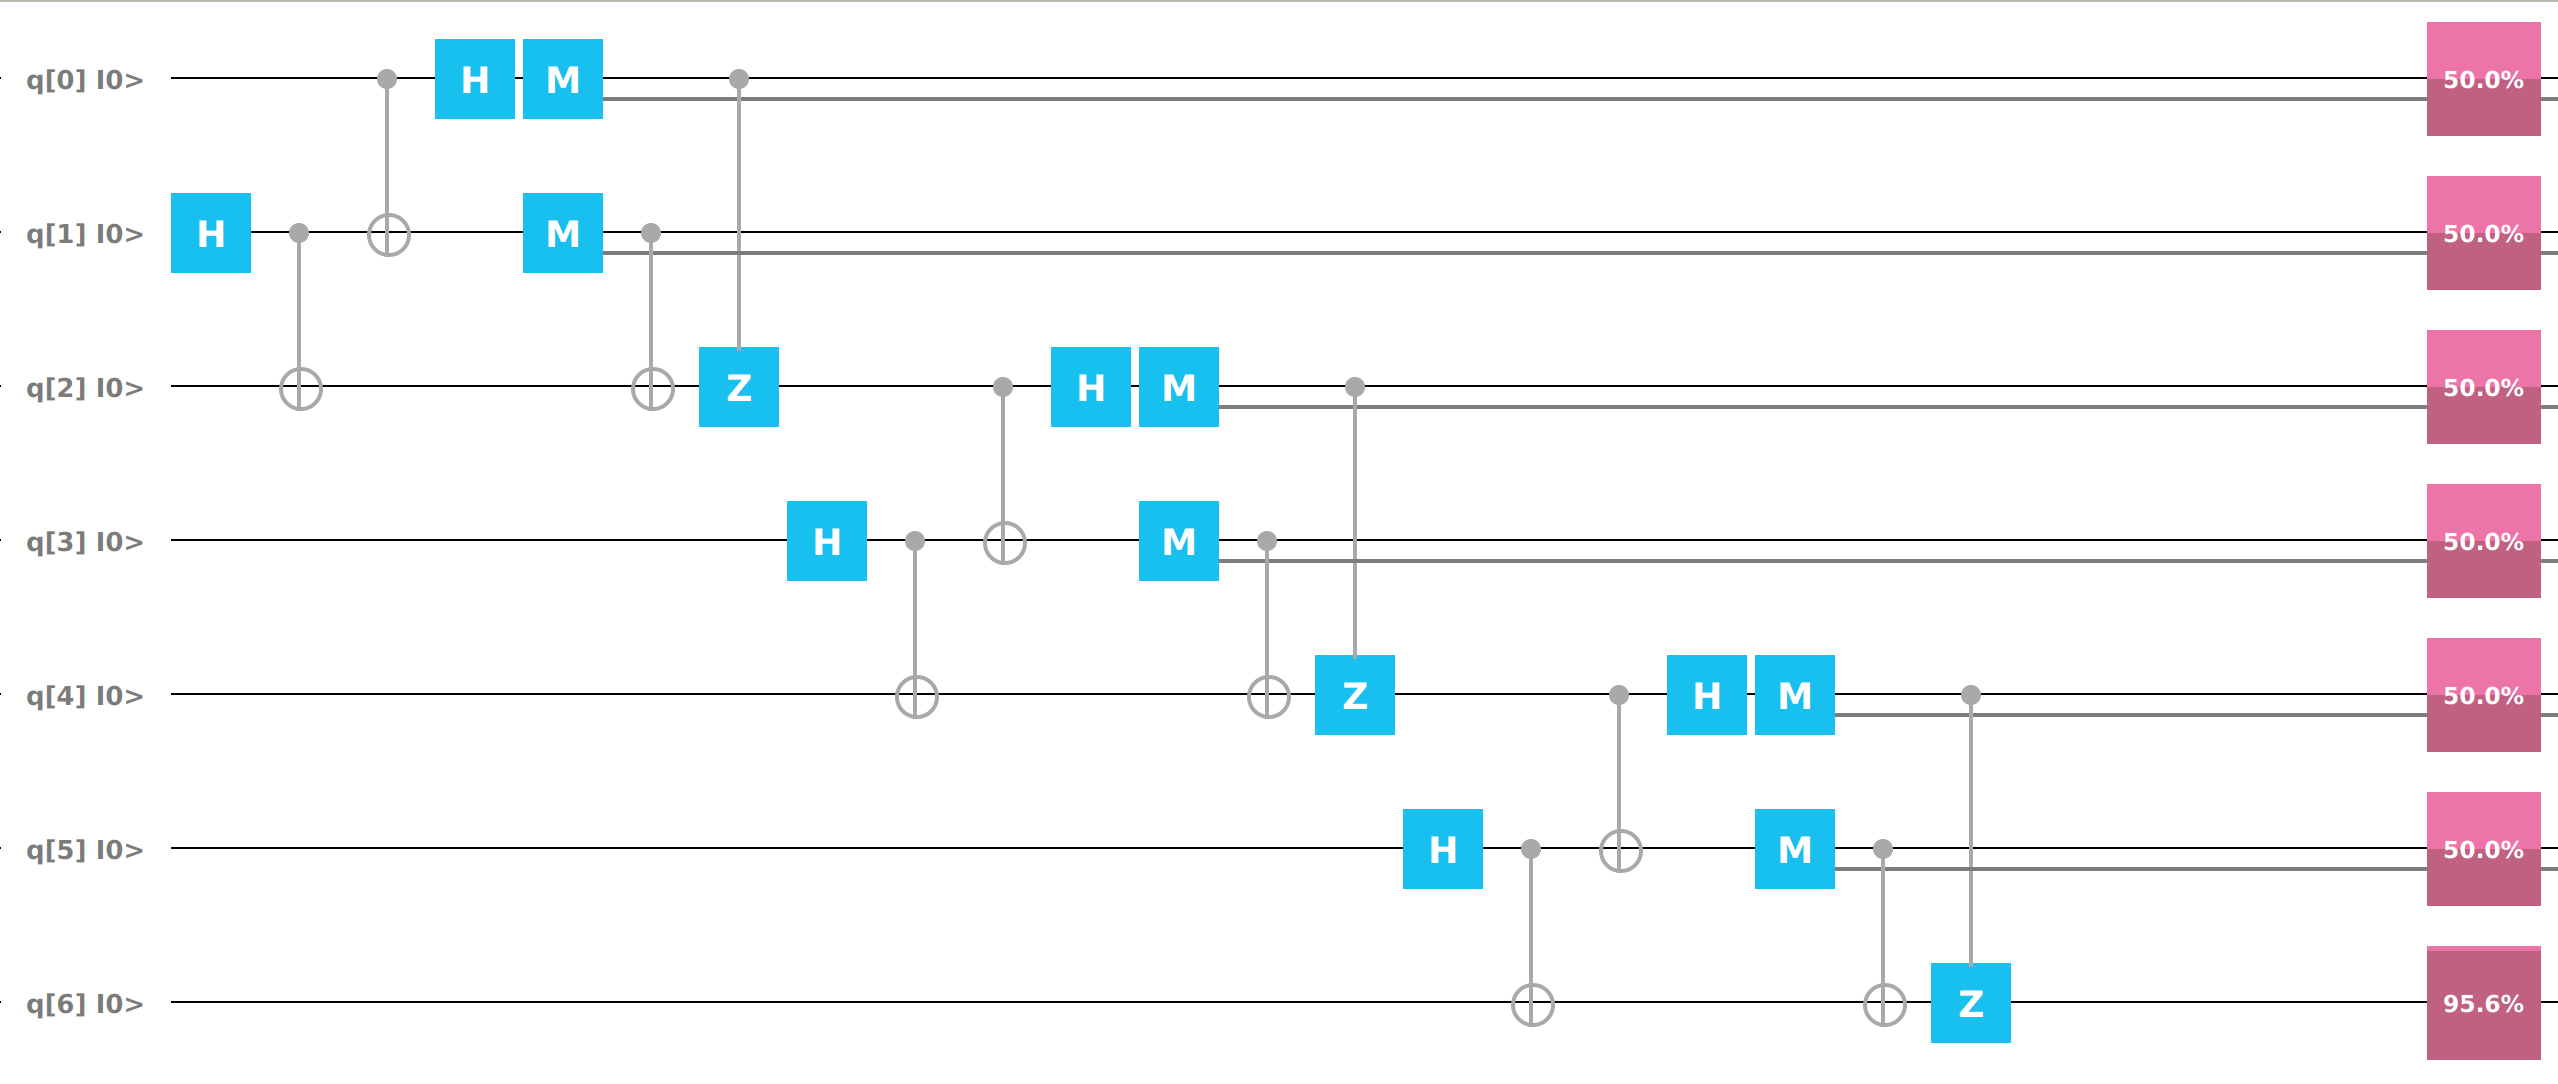 q[0] I0> H M 50.0%
q[1] I0> H M 50.0%
q[2] I0> Z H M 50.0%
q[3] I0> H M 50.0%
q[4] I0> Z H M 50.0%
q[5] I0> H M 50.0%
q[6] I0> Z 95.6%